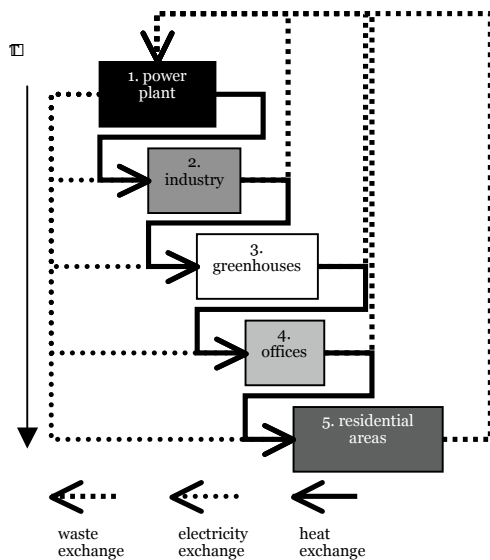 1. power
plant
2.
industry
3.
greenhouses
4.
offices
5. residential
areas
waste
exchange
electricity
exchange
heat
exchange